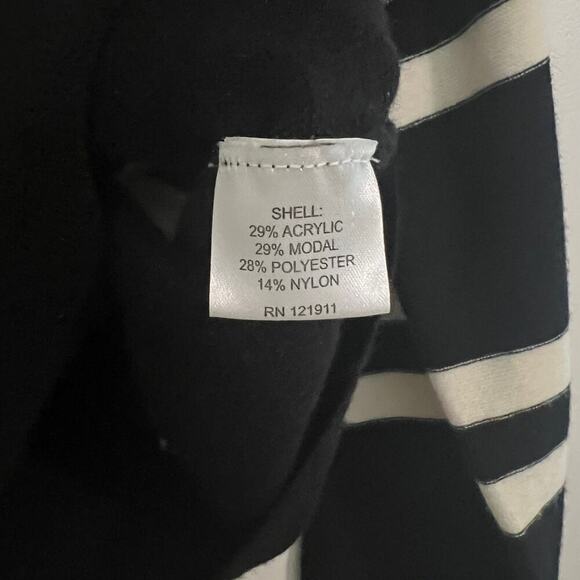 SHELL:
29% ACRYLIC
29% MODAL
28% POLYESTER
14% NYLON
RN 121911